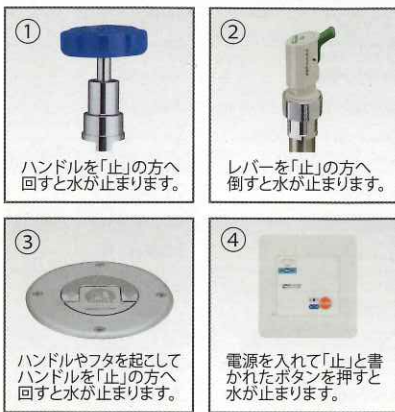 ①
ハンドルを「止」の方へ
回すと水が止まります。
②
レバーを「止」の方へ
倒すと水が止まります。
③
ハンドルやフタを起こして
ハンドルを「止」の方へ
回すと水が止まります。
④
電源を入れて「止」と書
かれたボタンを押すと
水が止まります。